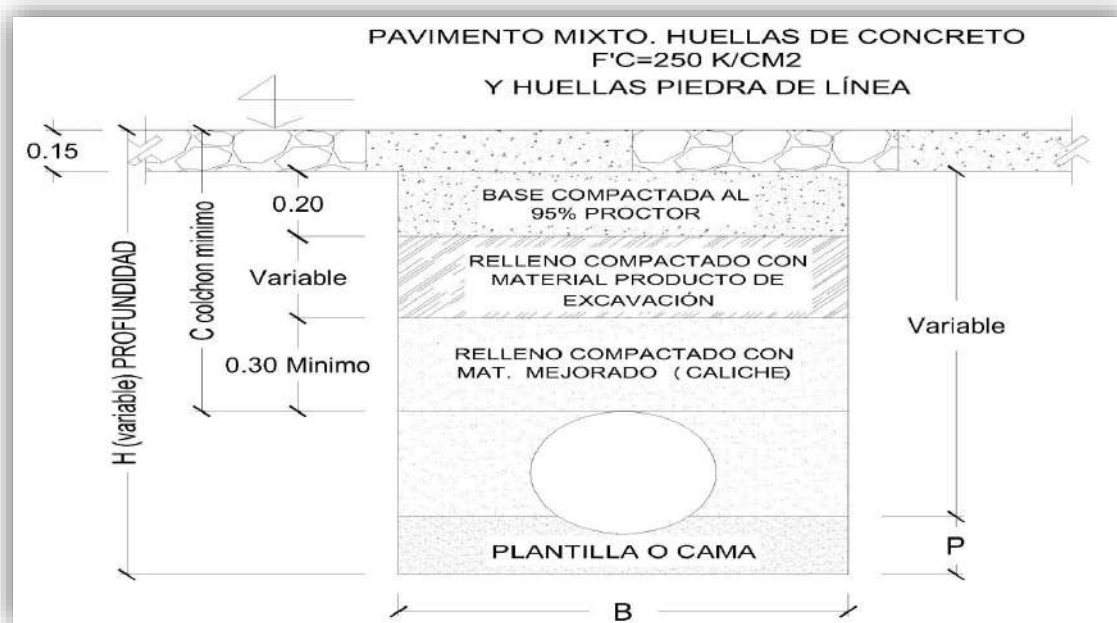 PAVIMENTO MIXTO. HUELLAS DE CONCRETO
F'C=250 K/CM2
Y HUELLAS PIEDRA DE LÍNEA
0.15
0.20
BASE COMPACTADA AL
95% PROCTOR
H (variable) PROFUNDIDAD
C colchon minimo
Variable
RELLENO COMPACTADO CON
MATERIAL PRODUCTO DE
EXCAVACIÓN
Variable
0.30 Minimo
RELLENO COMPACTADO CON
MAT. MEJORADO (CALICHE)
PLANTILLA O CAMA
P
B